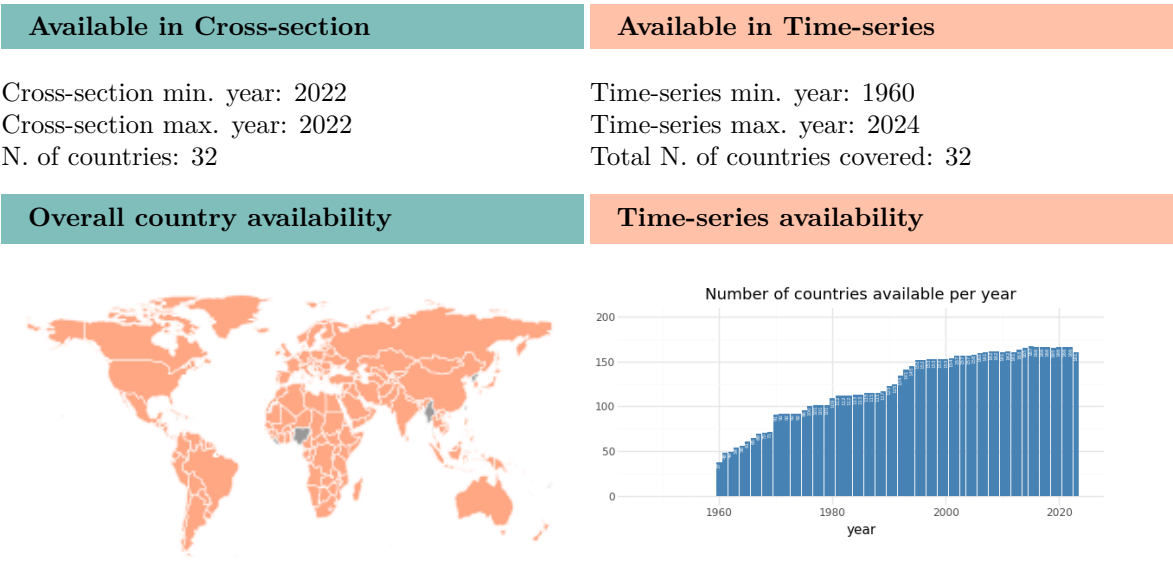 Available in Cross-section
Available in Time-series
Cross-section min. year: 2022
Cross-section max. year: 2022
N. of countries: 32
Time-series min. year: 1960
Time-series max. year: 2024
Total N. of countries covered: 32
Overall country availability
Time-series availability
Number of countries available per year
200
150
100
50
0
1960 1980 2000 2020
year